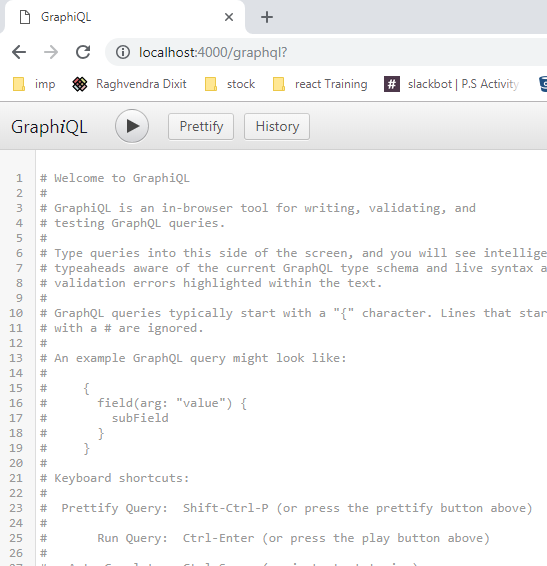 GraphiQL
localhost:4000/graphql?
imp Raghvendra Dixit stock react Training # slackbot | P.S Activity
GraphiQL Prettify History
1 # Welcome to GraphiQL
2 #
3 # GraphiQL is an in-browser tool for writing, validating, and
4 # testing GraphQL queries.
5 #
6 # Type queries into this side of the screen, and you will see intellige
7 # typeaheads aware of the current GraphQL type schema and live syntax a
8 # validation errors highlighted within the text.
9 #
10 # GraphQL queries typically start with a "{" character. Lines that star
11 # with a # are ignored.
12 #
13 # An example GraphQL query might look like:
14 #
15 #     {
16 #       field(arg: "value") {
17 #         subField
18 #       }
19 #     }
20 #
21 # Keyboard shortcuts:
22 #
23 #  Prettify Query:  Shift-Ctrl-P (or press the prettify button above)
24 #
25 #       Run Query:  Ctrl-Enter (or press the play button above)
26 #